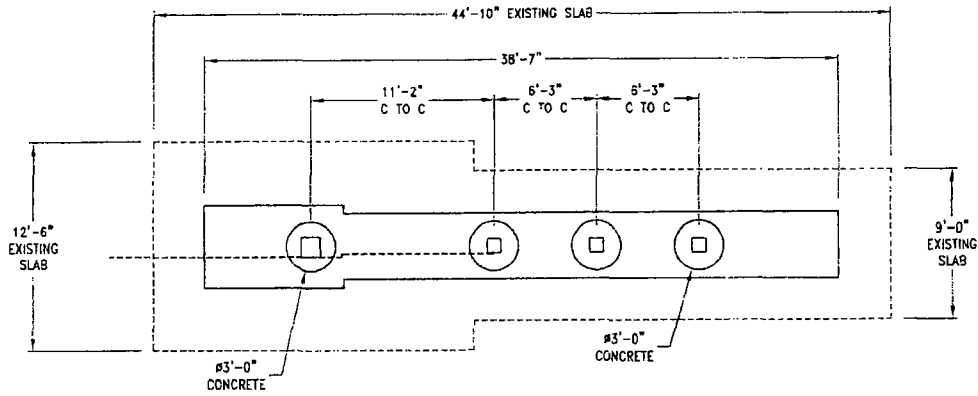 44'-10" EXISTING SLAB
38'-7"
11'-2"
C TO C
6'-3"
C TO C
6'-3"
C TO C
12'-6"
EXISTING
SLAB
9'-0"
EXISTING
SLAB
ø3'-0"
CONCRETE
ø3'-0"
CONCRETE